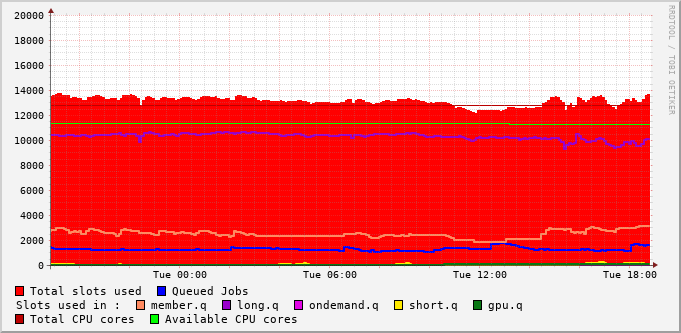 20000
18000
16000
14000
12000
10000
8000
6000
4000
2000
0
Tue 00:00 Tue 06:00 Tue 12:00 Tue 18:00
Total slots used Queued Jobs
Slots used in : member.q long.q ondemand.q short.q gpu.q
Total CPU cores Available CPU cores
RRDTOOL / TOBI OETIKER